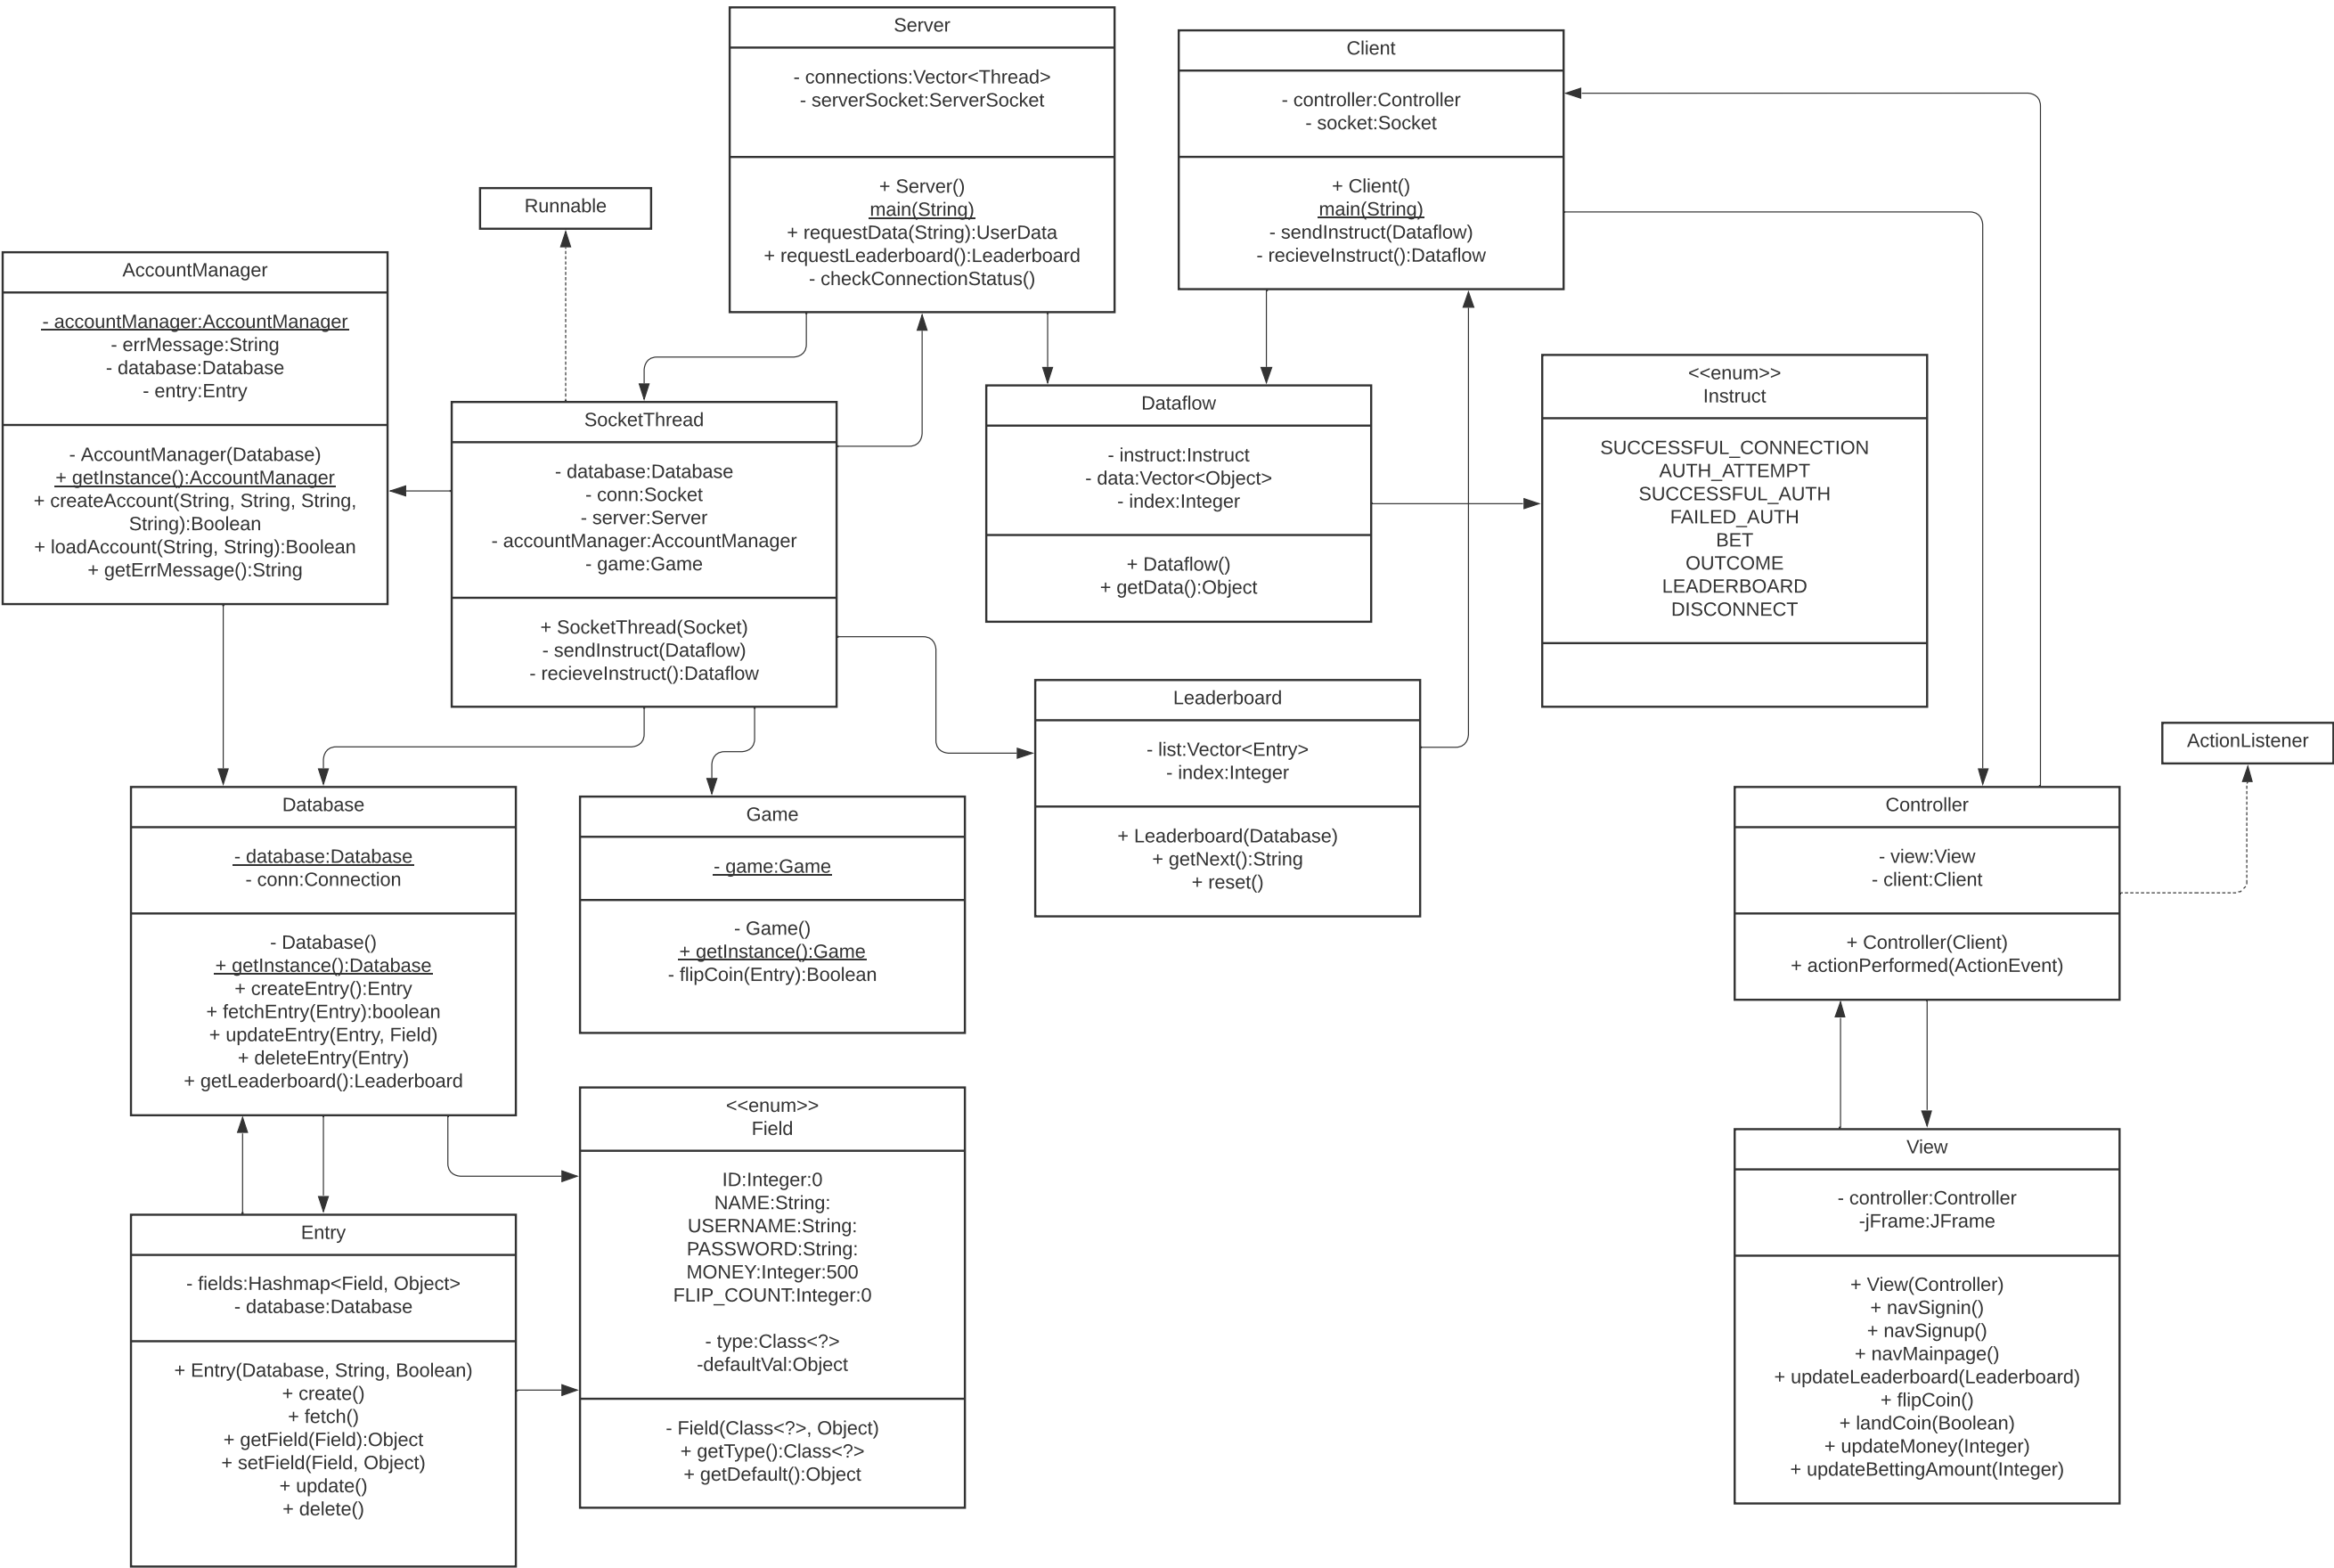 Server
- connections:Vector<Thread>
- serverSocket:ServerSocket
+ Server()
main(String)
+ requestData(String):UserData
+ requestLeaderboard():Leaderboard
- checkConnectionStatus()
Client
- controller:Controller
- socket:Socket
+ Client()
main(String)
- sendInstruct(Dataflow)
- recieveInstruct():Dataflow
Runnable
AccountManager
- accountManager:AccountManager
- errMessage:String
- database:Database
- entry:Entry
- AccountManager(Database)
+ getInstance():AccountManager
+ createAccount(String, String, String,
String):Boolean
+ loadAccount(String, String):Boolean
+ getErrMessage():String
SocketThread
- database:Database
- conn:Socket
- server:Server
- accountManager:AccountManager
- game:Game
+ SocketThread(Socket)
- sendInstruct(Dataflow)
- recieveInstruct():Dataflow
Dataflow
- instruct:Instruct
- data:Vector<Object>
- index:Integer
+ Dataflow()
+ getData():Object
<<enum>>
Instruct
SUCCESSFUL_CONNECTION
AUTH_ATTEMPT
SUCCESSFUL_AUTH
FAILED_AUTH
BET
OUTCOME
LEADERBOARD
DISCONNECT
Leaderboard
- list:Vector<Entry>
- index:Integer
+ Leaderboard(Database)
+ getNext():String
+ reset()
ActionListener
Database
- database:Database
- conn:Connection
- Database()
+ getInstance():Database
+ createEntry():Entry
+ fetchEntry(Entry):boolean
+ updateEntry(Entry, Field)
+ deleteEntry(Entry)
+ getLeaderboard():Leaderboard
Game
- game:Game
- Game()
+ getInstance():Game
- flipCoin(Entry):Boolean
Controller
- view:View
- client:Client
+ Controller(Client)
+ actionPerformed(ActionEvent)
<<enum>>
Field
ID:Integer:0
NAME:String:
USERNAME:String:
PASSWORD:String:
MONEY:Integer:500
FLIP_COUNT:Integer:0
- type:Class<?>
-defaultVal:Object
- Field(Class<?>, Object)
+ getType():Class<?>
+ getDefault():Object
View
- controller:Controller
-jFrame:JFrame
+ View(Controller)
+ navSignin()
+ navSignup()
+ navMainpage()
+ updateLeaderboard(Leaderboard)
+ flipCoin()
+ landCoin(Boolean)
+ updateMoney(Integer)
+ updateBettingAmount(Integer)
Entry
- fields:Hashmap<Field, Object>
- database:Database
+ Entry(Database, String, Boolean)
+ create()
+ fetch()
+ getField(Field):Object
+ setField(Field, Object)
+ update()
+ delete()